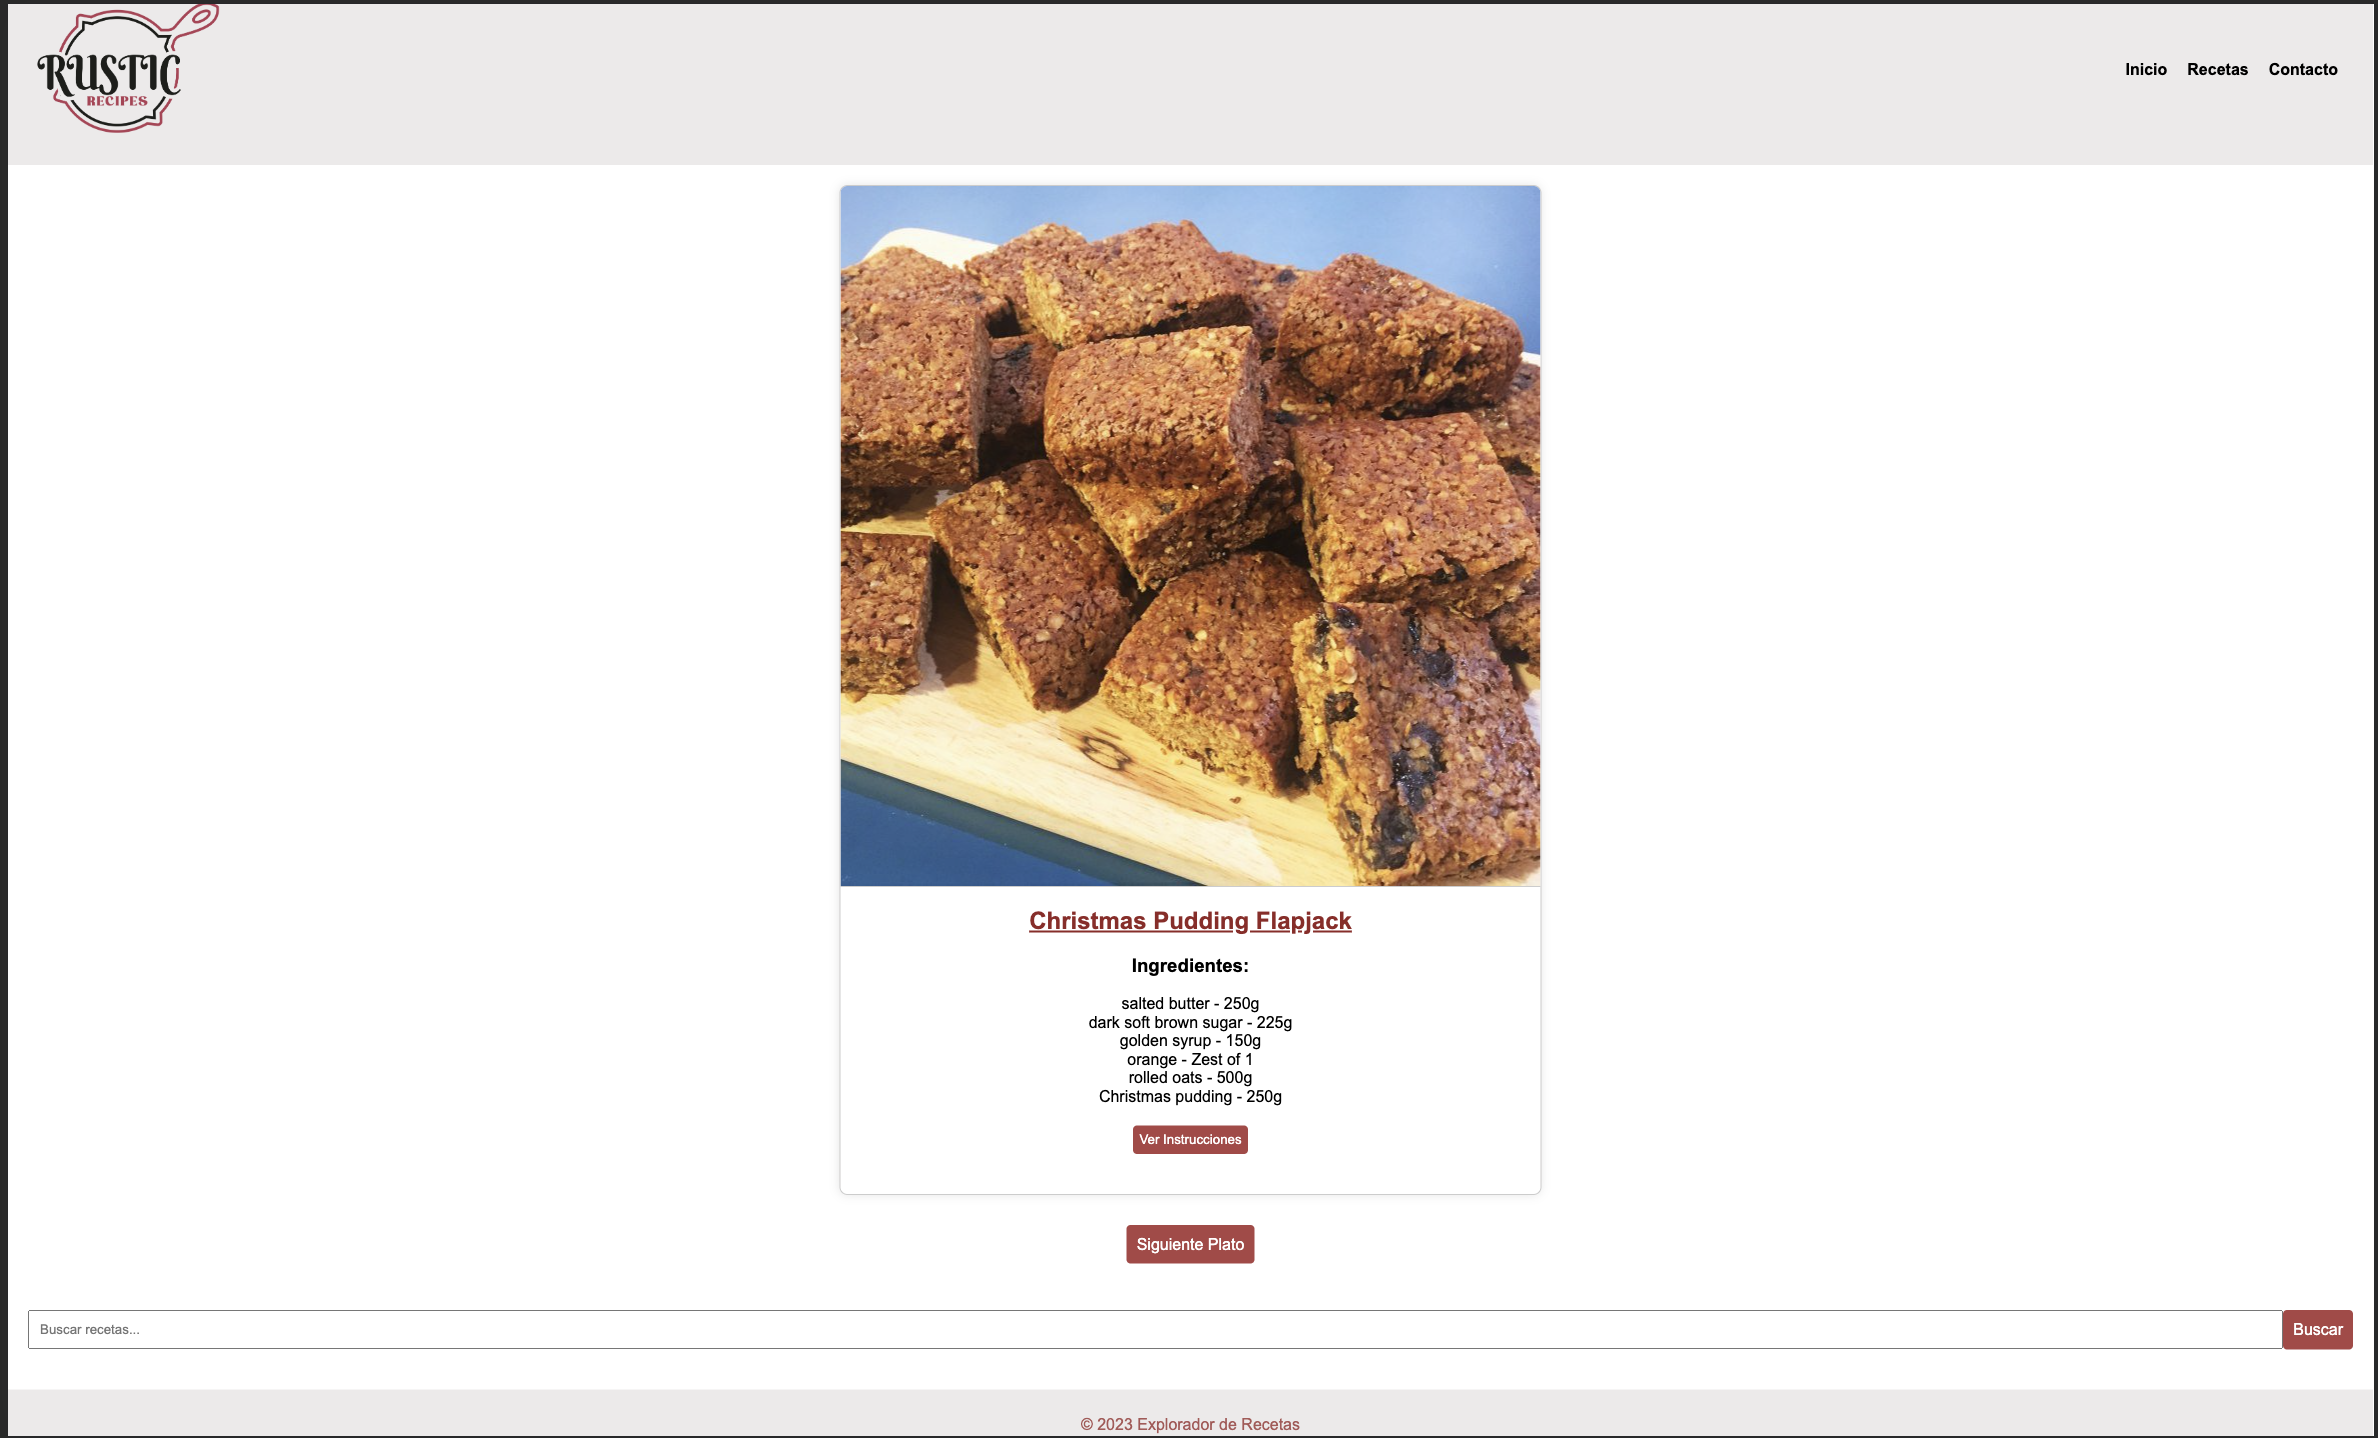 RUSTIC
RECIPES
Inicio Recetas Contacto
Christmas Pudding Flapjack
Ingredientes:
salted butter - 250g
dark soft brown sugar - 225g
golden syrup - 150g
orange - Zest of 1
rolled oats - 500g
Christmas pudding - 250g
Ver Instrucciones
Siguiente Plato
Buscar recetas... Buscar
© 2023 Explorador de Recetas